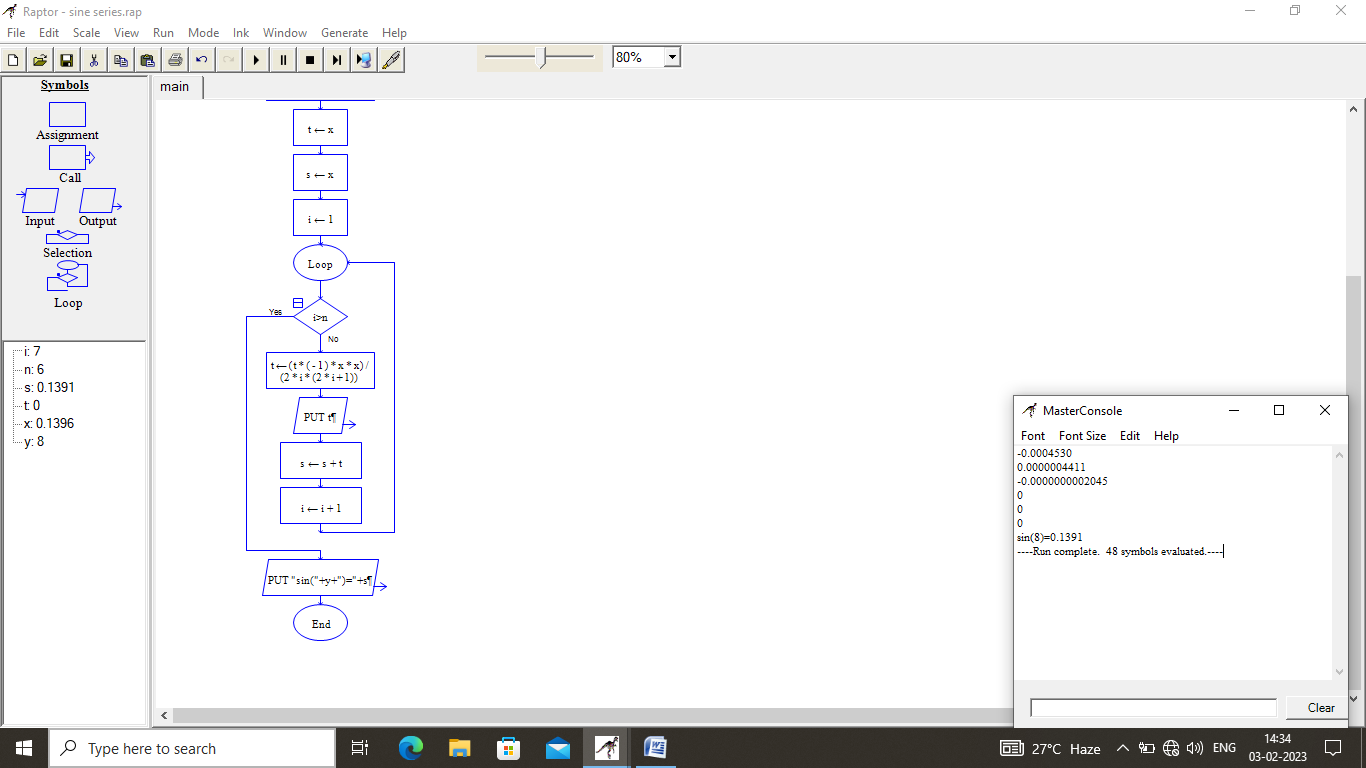 Raptor - sine series.rap
File Edit Scale View Run Mode Ink Window Generate Help
80%
Symbols
Assignment
Call
Input Output
Selection
Loop
i: 7
n: 6
s: 0.1391
t: 0
x: 0.1396
y: 8
main
t ← x
s ← x
i ← 1
Loop
Yes
i>n
No
t←(t*(-1)*x*x)/
(2*i*(2*i+1))
PUT t¶
s ← s + t
i ← i + 1
PUT "sin("+y+")="+s¶
End
MasterConsole
Font Font Size Edit Help
-0.0004530
0.0000004411
-0.0000000002045
0
0
0
sin(8)=0.1391
----Run complete. 48 symbols evaluated.----
Clear
Type here to search
27°C Haze
ENG
14:34
03-02-2023